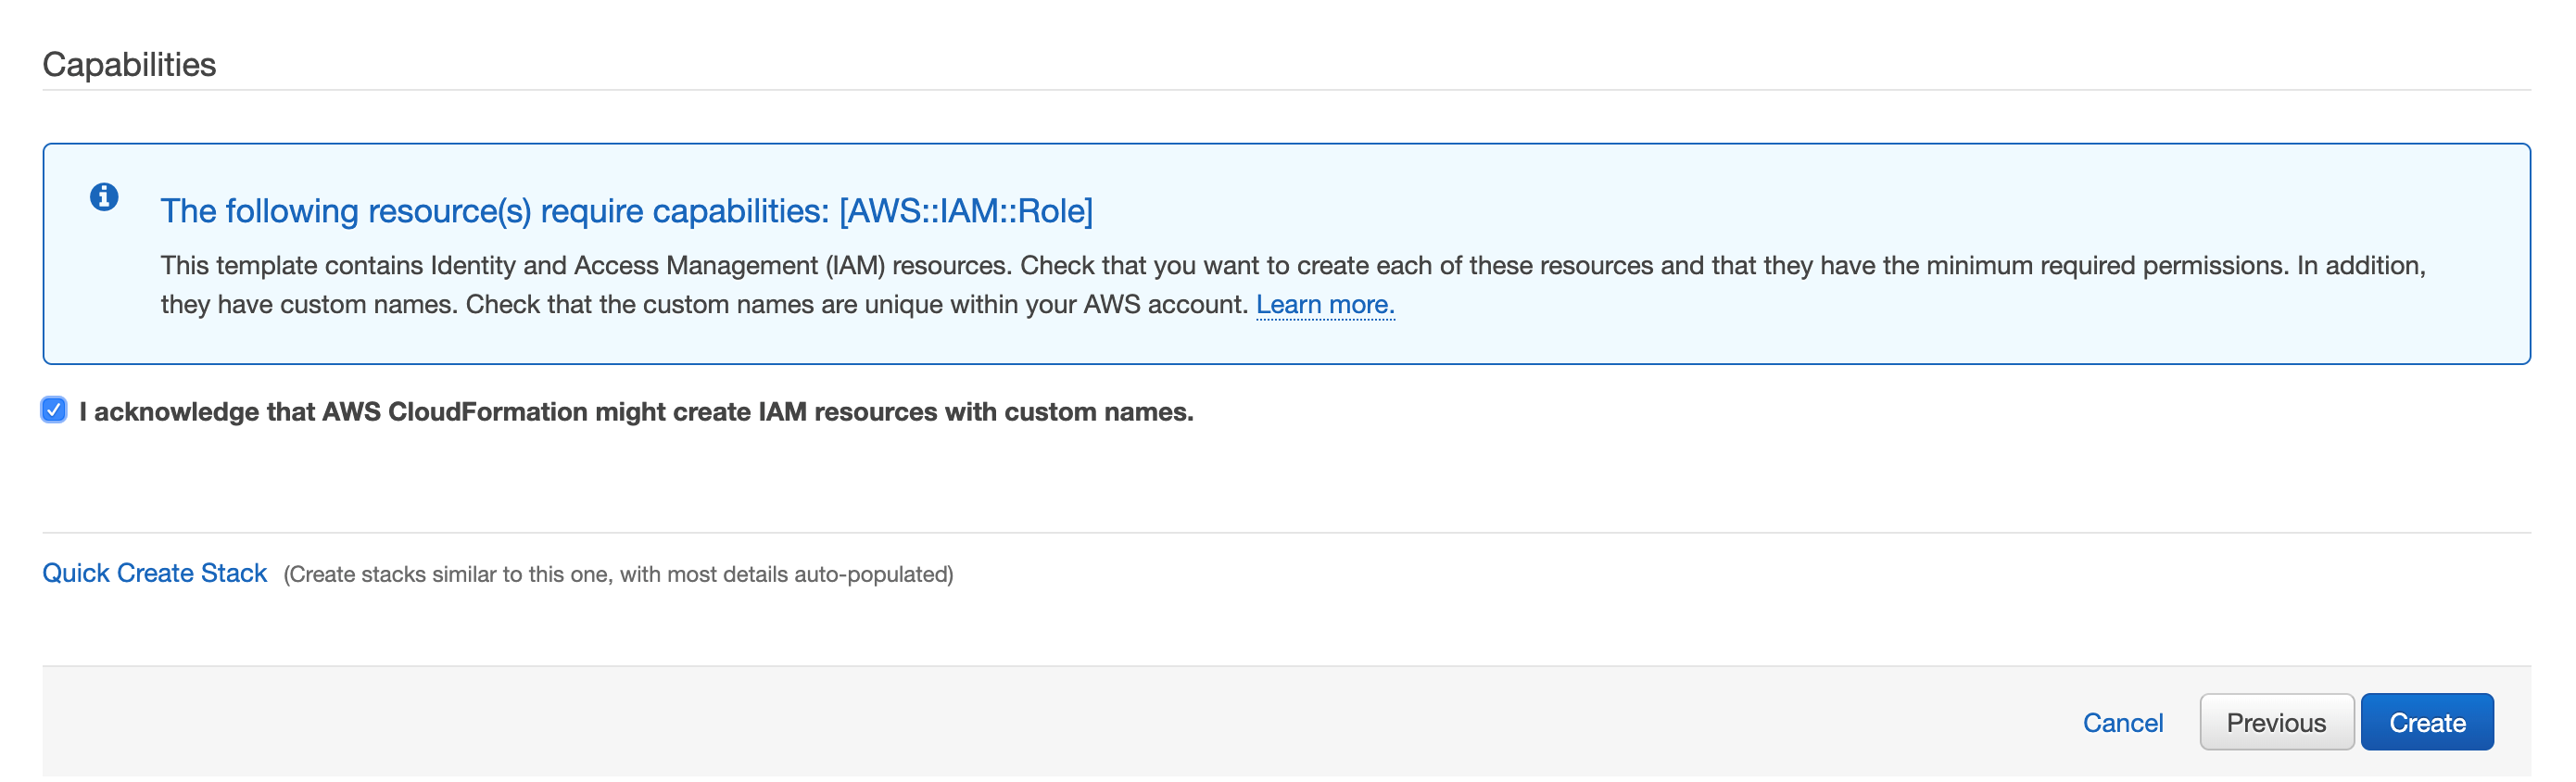 Capabilities
The following resource(s) require capabilities: [AWS::IAM::Role]
This template contains Identity and Access Management (IAM) resources. Check that you want to create each of these resources and that they have the minimum required permissions. In addition,
they have custom names. Check that the custom names are unique within your AWS account. Learn more.
I acknowledge that AWS CloudFormation might create IAM resources with custom names.
Quick Create Stack (Create stacks similar to this one, with most details auto-populated)
Cancel Previous Create